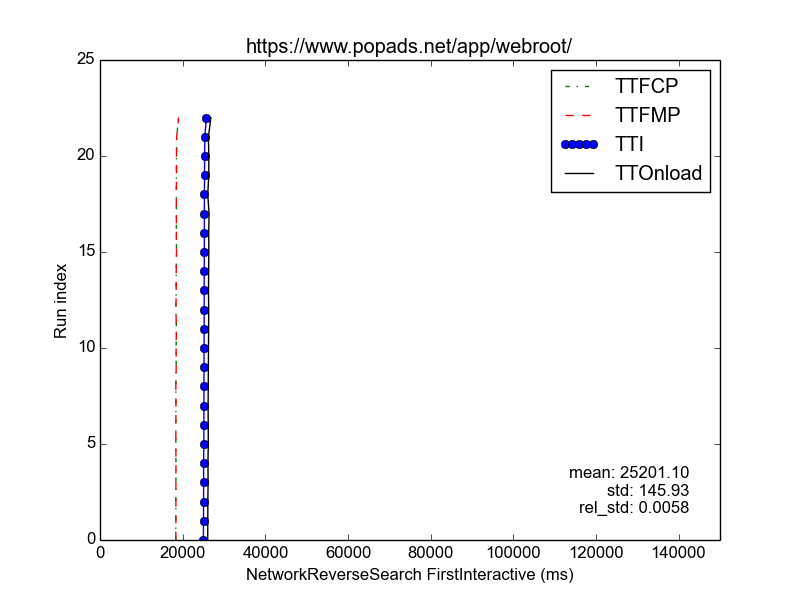 https://www.popads.net/app/webroot/
25
20
15
10
5
0
Run index
TTFCP
TTFMP
TTI
TTOnload
mean: 25201.10
std: 145.93
rel_std: 0.0058
0 20000 40000 60000 80000 100000 120000 140000
NetworkReverseSearch FirstInteractive (ms)